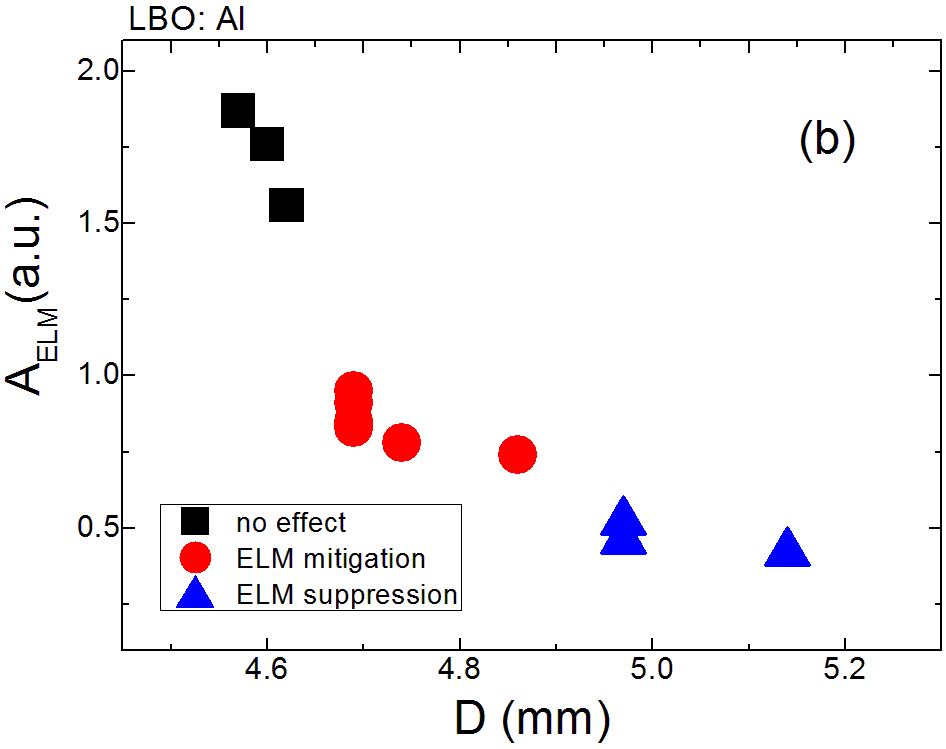 LBO: Al
(b)
2.0
1.5
1.0
0.5
A_ELM (a.u.)
no effect
ELM mitigation
ELM suppression
4.6 4.8 5.0 5.2
D (mm)